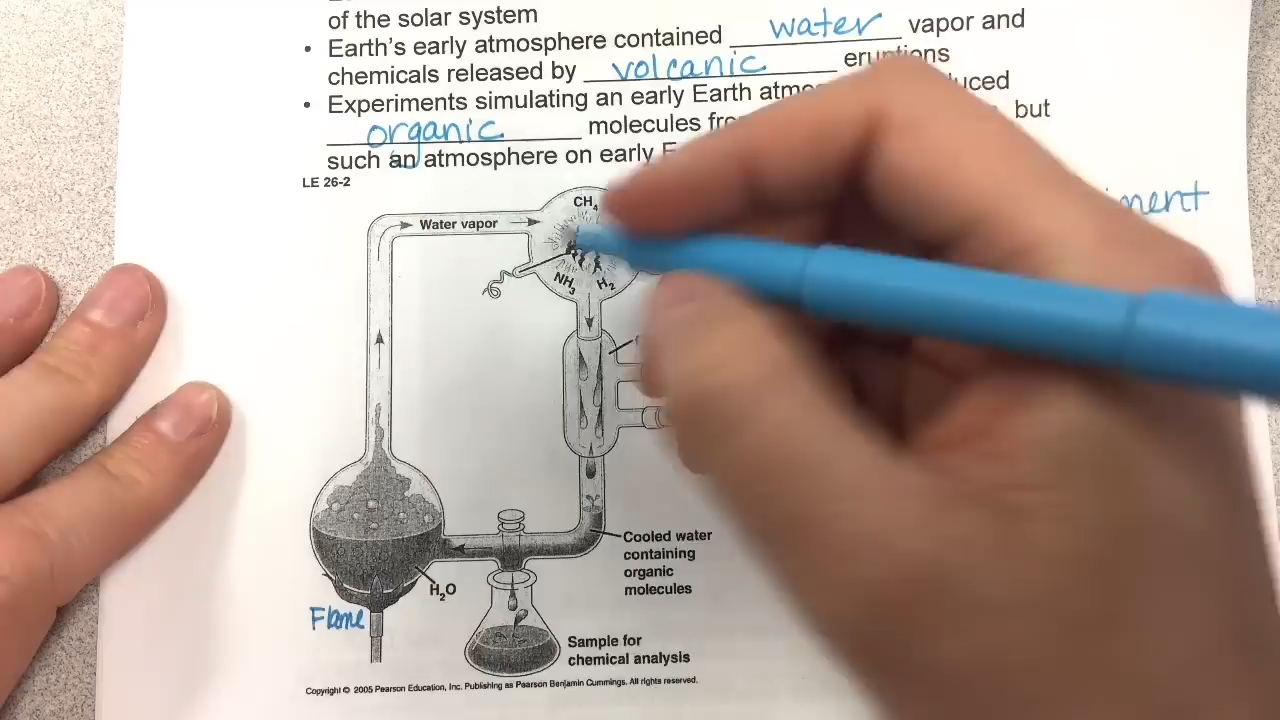 of the solar system
• Earth's early atmosphere contained water vapor and
chemicals released by volcanic eruptions
• Experiments simulating an early Earth
organic molecules but
such an atmosphere on early
LE 26-2
CH4
Water vapor
NH3 H2
Cooled water
containing
organic
molecules
H2O
Flame
Sample for
chemical analysis
Copyright © 2005 Pearson Education, Inc. Publishing as Pearson Benjamin Cummings. All rights reserved.